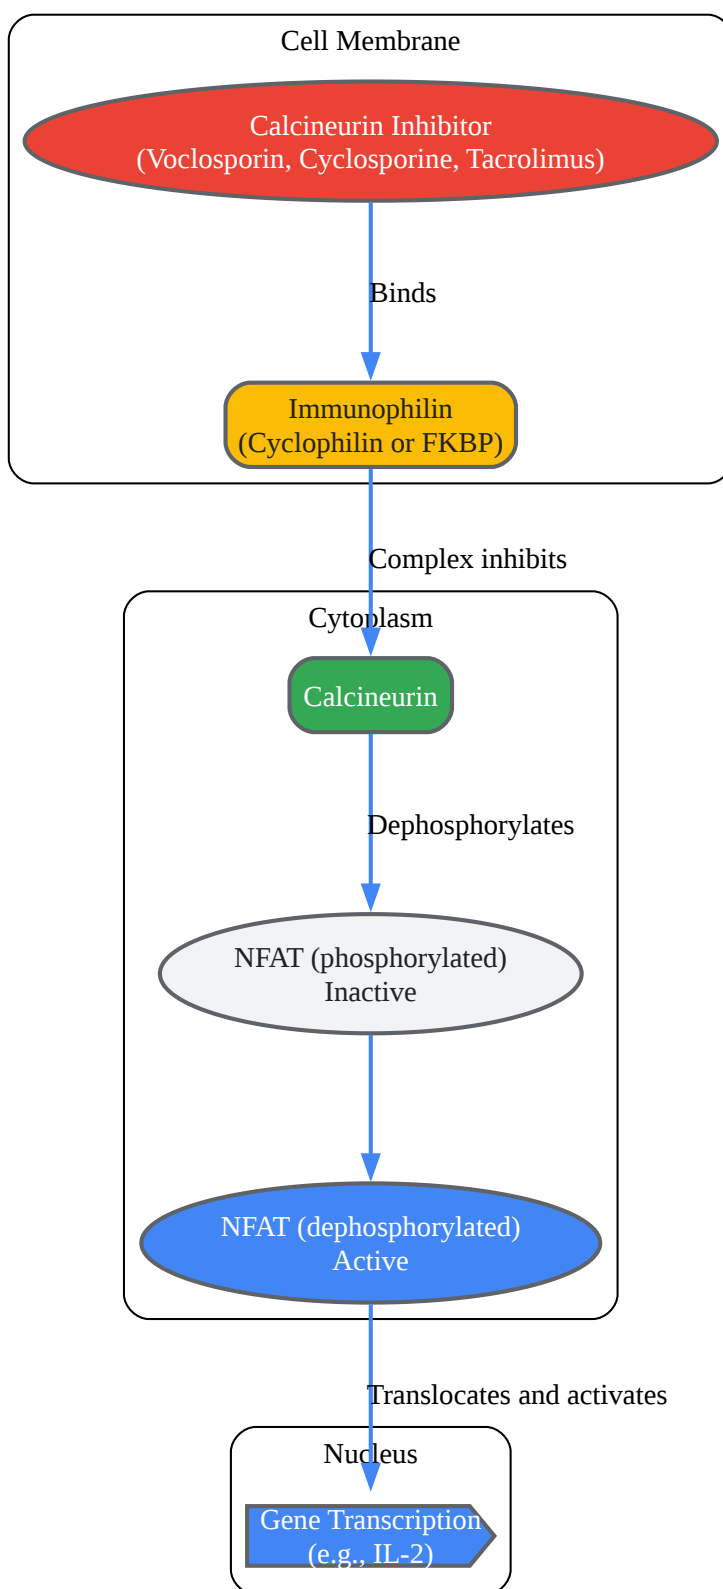 Cell Membrane
Calcineurin Inhibitor
(Voclosporin, Cyclosporine, Tacrolimus)
Binds
Immunophilin
(Cyclophilin or FKBP)
Complex inhibits
Cytoplasm
Calcineurin
Dephosphorylates
NFAT (phosphorylated)
Inactive
NFAT (dephosphorylated)
Active
Translocates and activates
Nucleus
Gene Transcription
(e.g., IL-2)